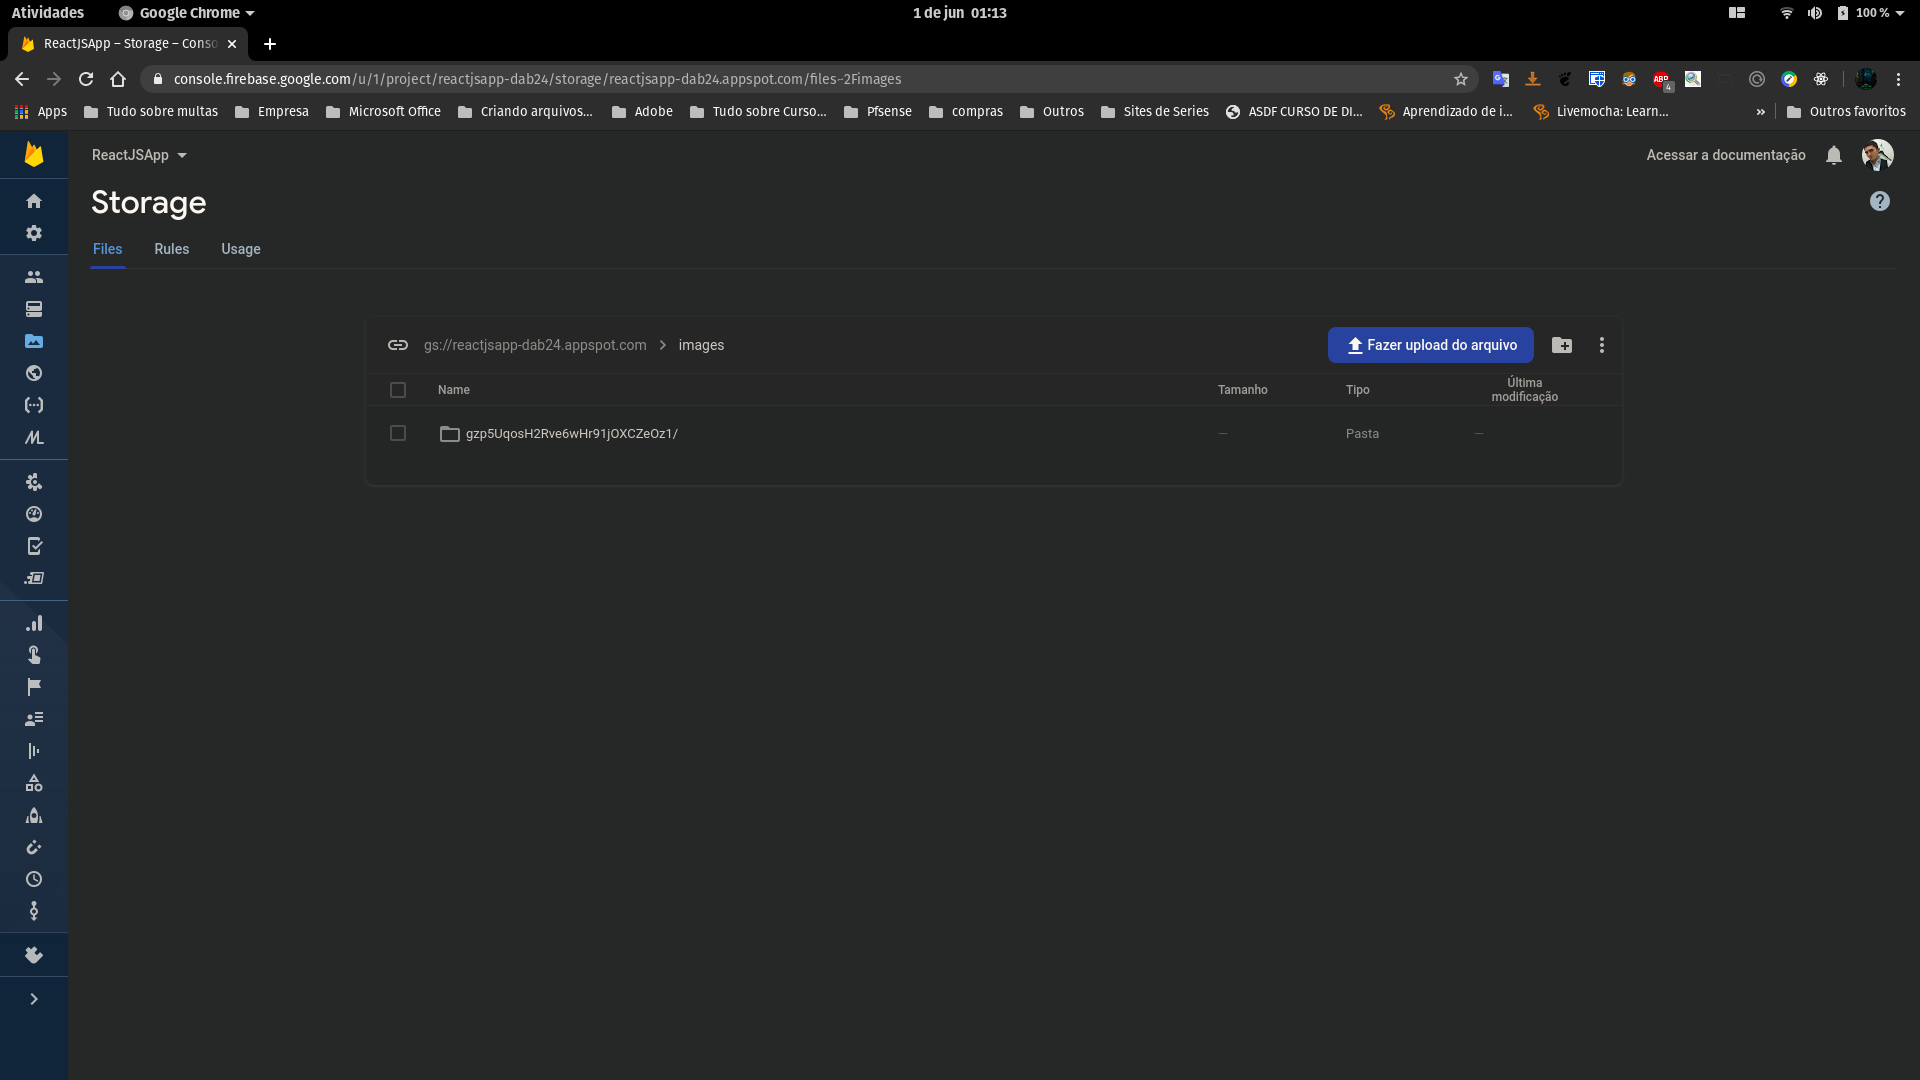 Atividades
Google Chrome
1 de jun 01:13
100 %
ReactJSApp – Storage – Conso
console.firebase.google.com/u/1/project/reactjsapp-dab24/storage/reactjsapp-dab24.appspot.com/files~2Fimages
ABP
4
Apps
Tudo sobre multas
Empresa
Microsoft Office
Criando arquivos...
Adobe
Tudo sobre Curso...
Pfsense
compras
Outros
Sites de Series
ASDF CURSO DE DI...
Aprendizado de i...
Livemocha: Learn...
»
Outros favoritos
ReactJSApp
Acessar a documentação
Storage
Files
Rules
Usage
gs://reactjsapp-dab24.appspot.com
images
Fazer upload do arquivo
Name
Tamanho
Tipo
Última
modificação
gzp5UqosH2Rve6wHr91jOXCZeOz1/
—
Pasta
—